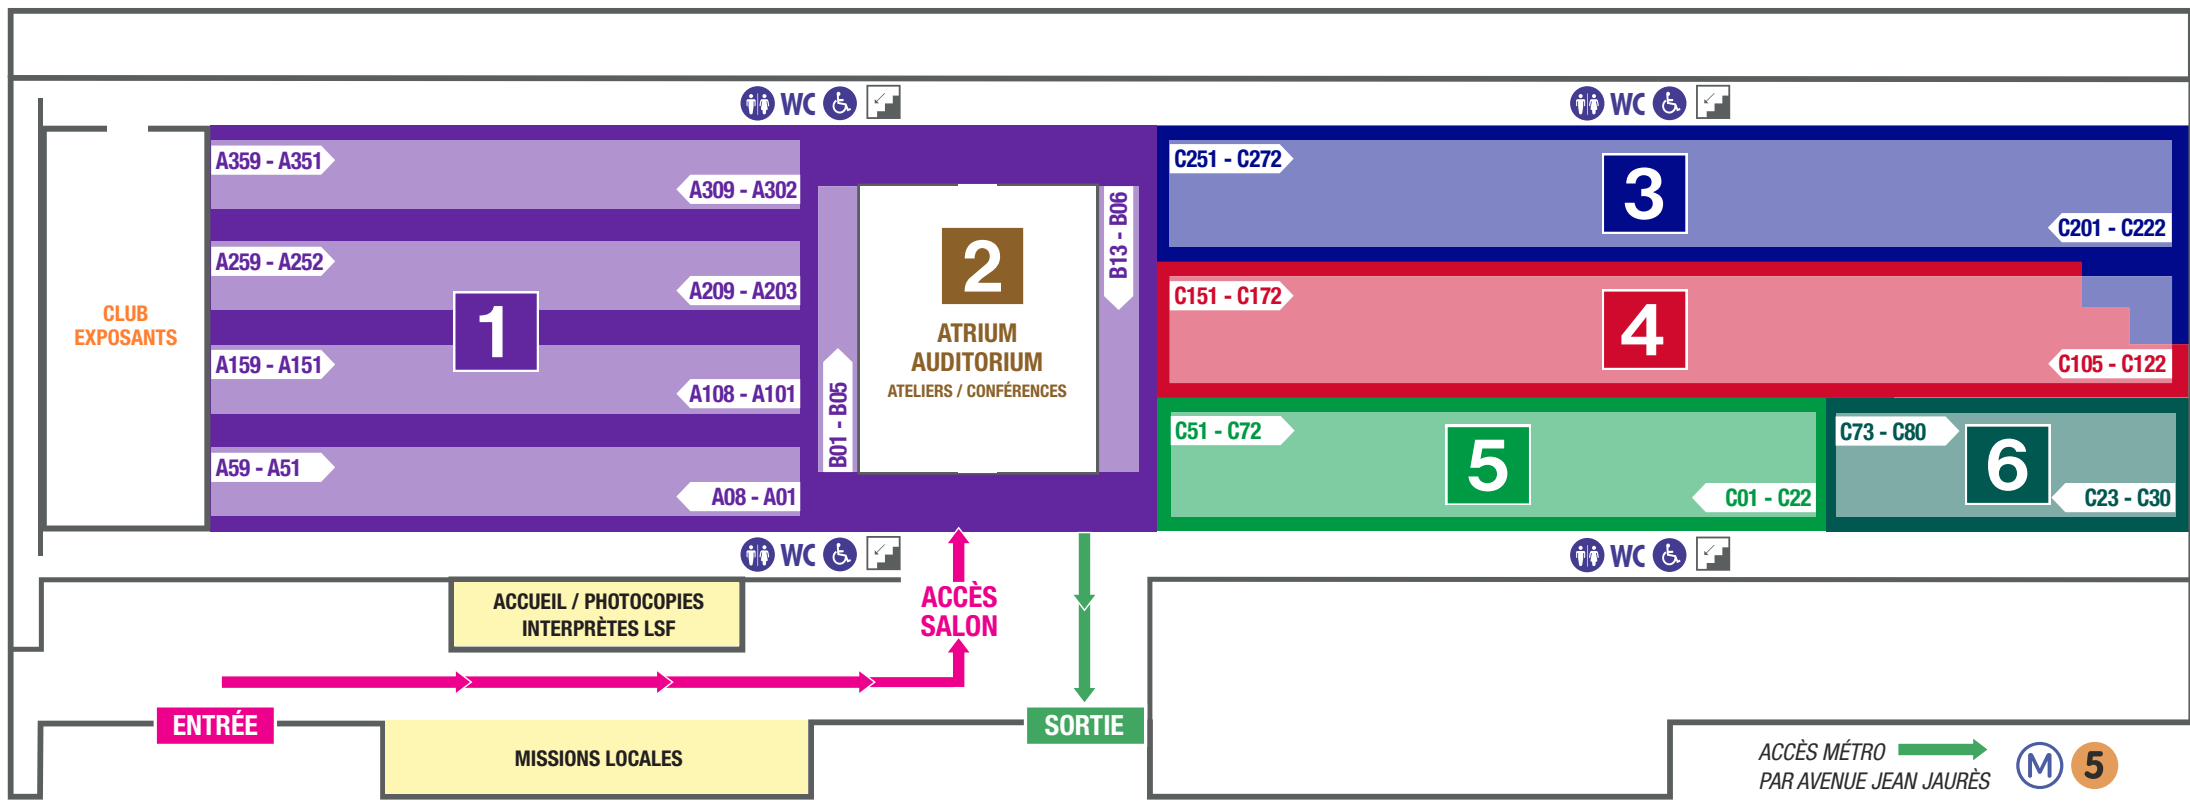 WC
WC
A359 - A351
A309 - A302
A259 - A252
A209 - A203
A159 - A151
A108 - A101
A59 - A51
A08 - A01
1
CLUB
EXPOSANTS
B01 - B05
2
ATRIUM
AUDITORIUM
ATELIERS / CONFÉRENCES
B13 - B06
C251 - C272
3
C201 - C222
C151 - C172
4
C105 - C122
C51 - C72
5
C01 - C22
C73 - C80
6
C23 - C30
WC
WC
ACCUEIL / PHOTOCOPIES
INTERPRÈTES LSF
ACCÈS
SALON
ENTRÉE
MISSIONS LOCALES
SORTIE
ACCÈS MÉTRO
PAR AVENUE JEAN JAURÈS
M 5